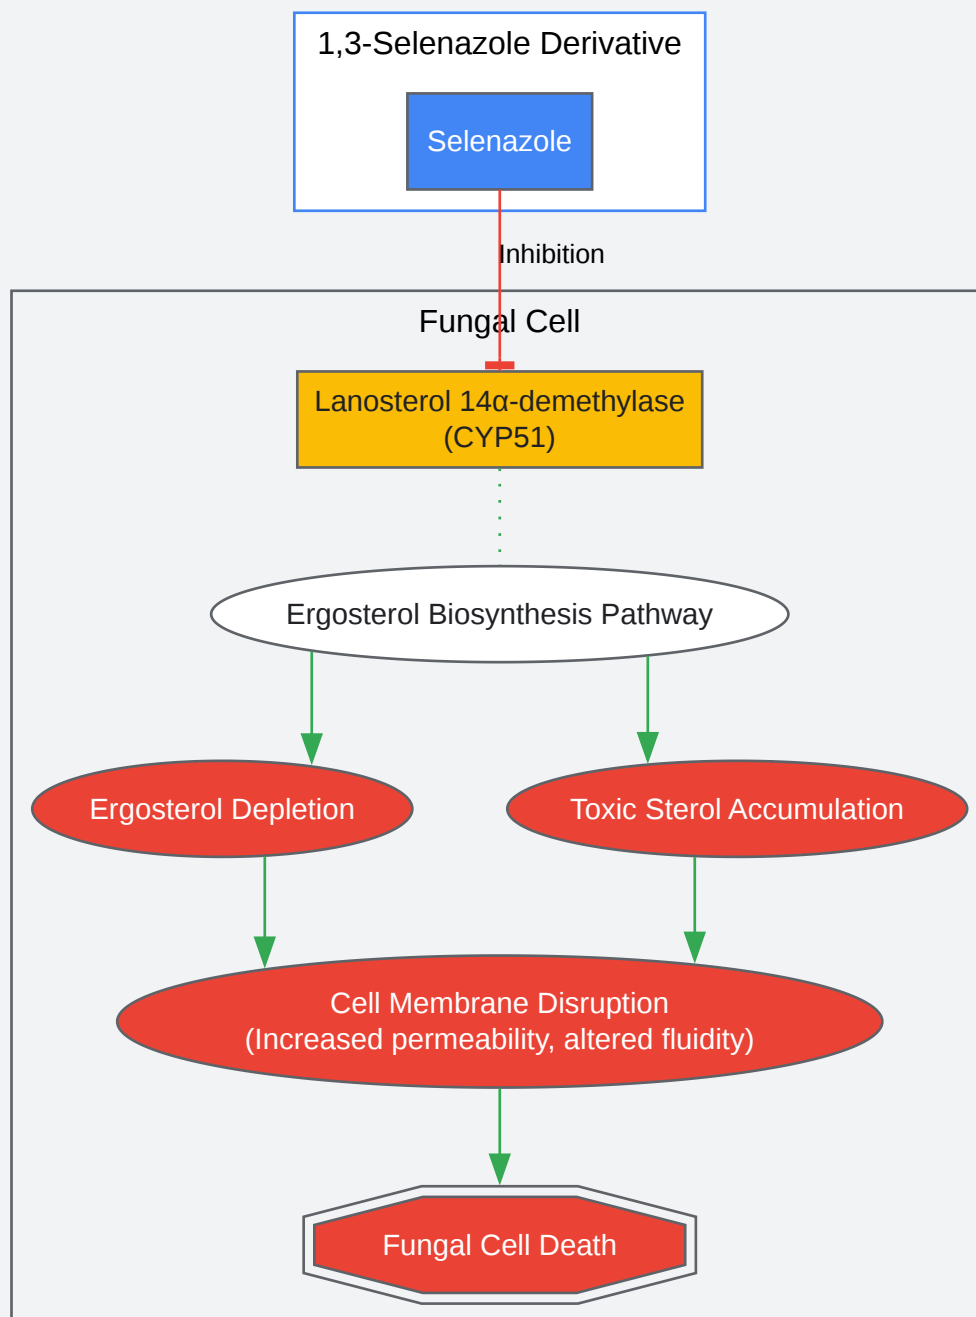 1,3-Selenazole Derivative
Selenazole
Inhibition
Fungal Cell
Lanosterol 14α-demethylase
(CYP51)
Ergosterol Biosynthesis Pathway
Ergosterol Depletion
Toxic Sterol Accumulation
Cell Membrane Disruption
(Increased permeability, altered fluidity)
Fungal Cell Death